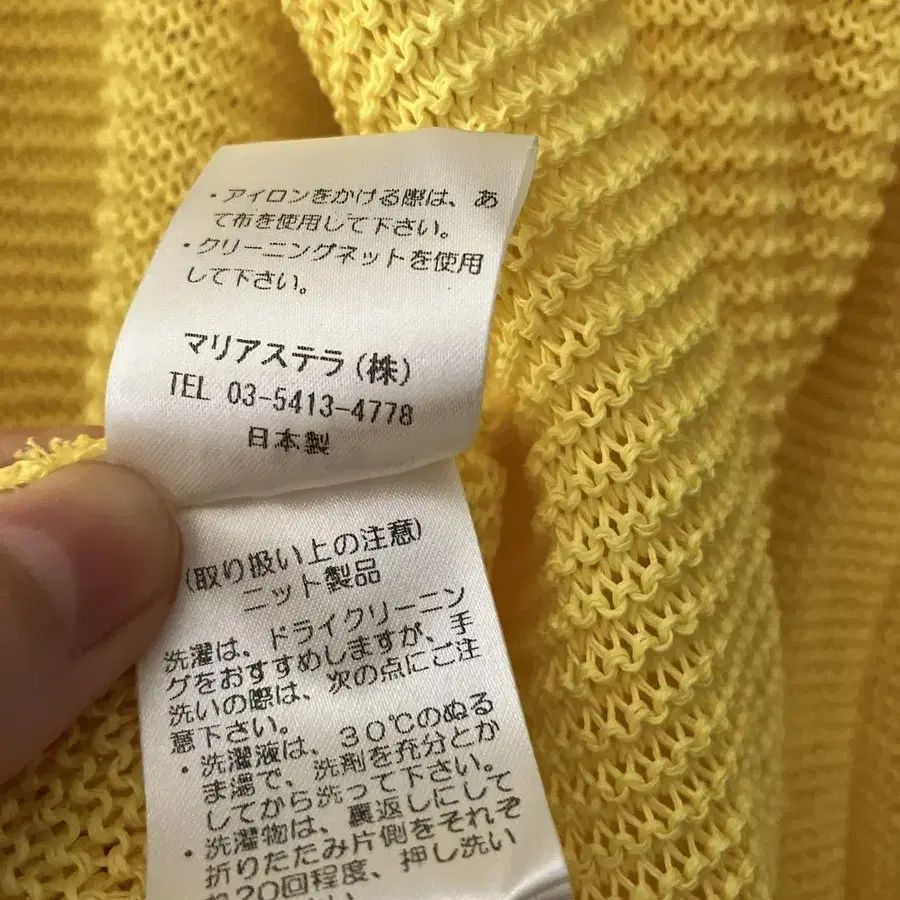 ・アイロンをかける際は、あ
て布を使用して下さい。
・クリーニングネットを使用
して下さい。
マリアステラ(株)
TEL 03-5413-4778
日本製
(取り扱い上の注意)
ニット製品
洗濯は、ドライクリーニン
グをおすすめしますが、手
洗いの際は、次の点にご注
意下さい。
・洗濯液は、30℃のぬる
ま湯で、洗剤を充分とか
してから洗って下さい。
・洗濯物は、裏返しにして
折りたたみ片側をそれぞ
れ20回程度、押し洗い